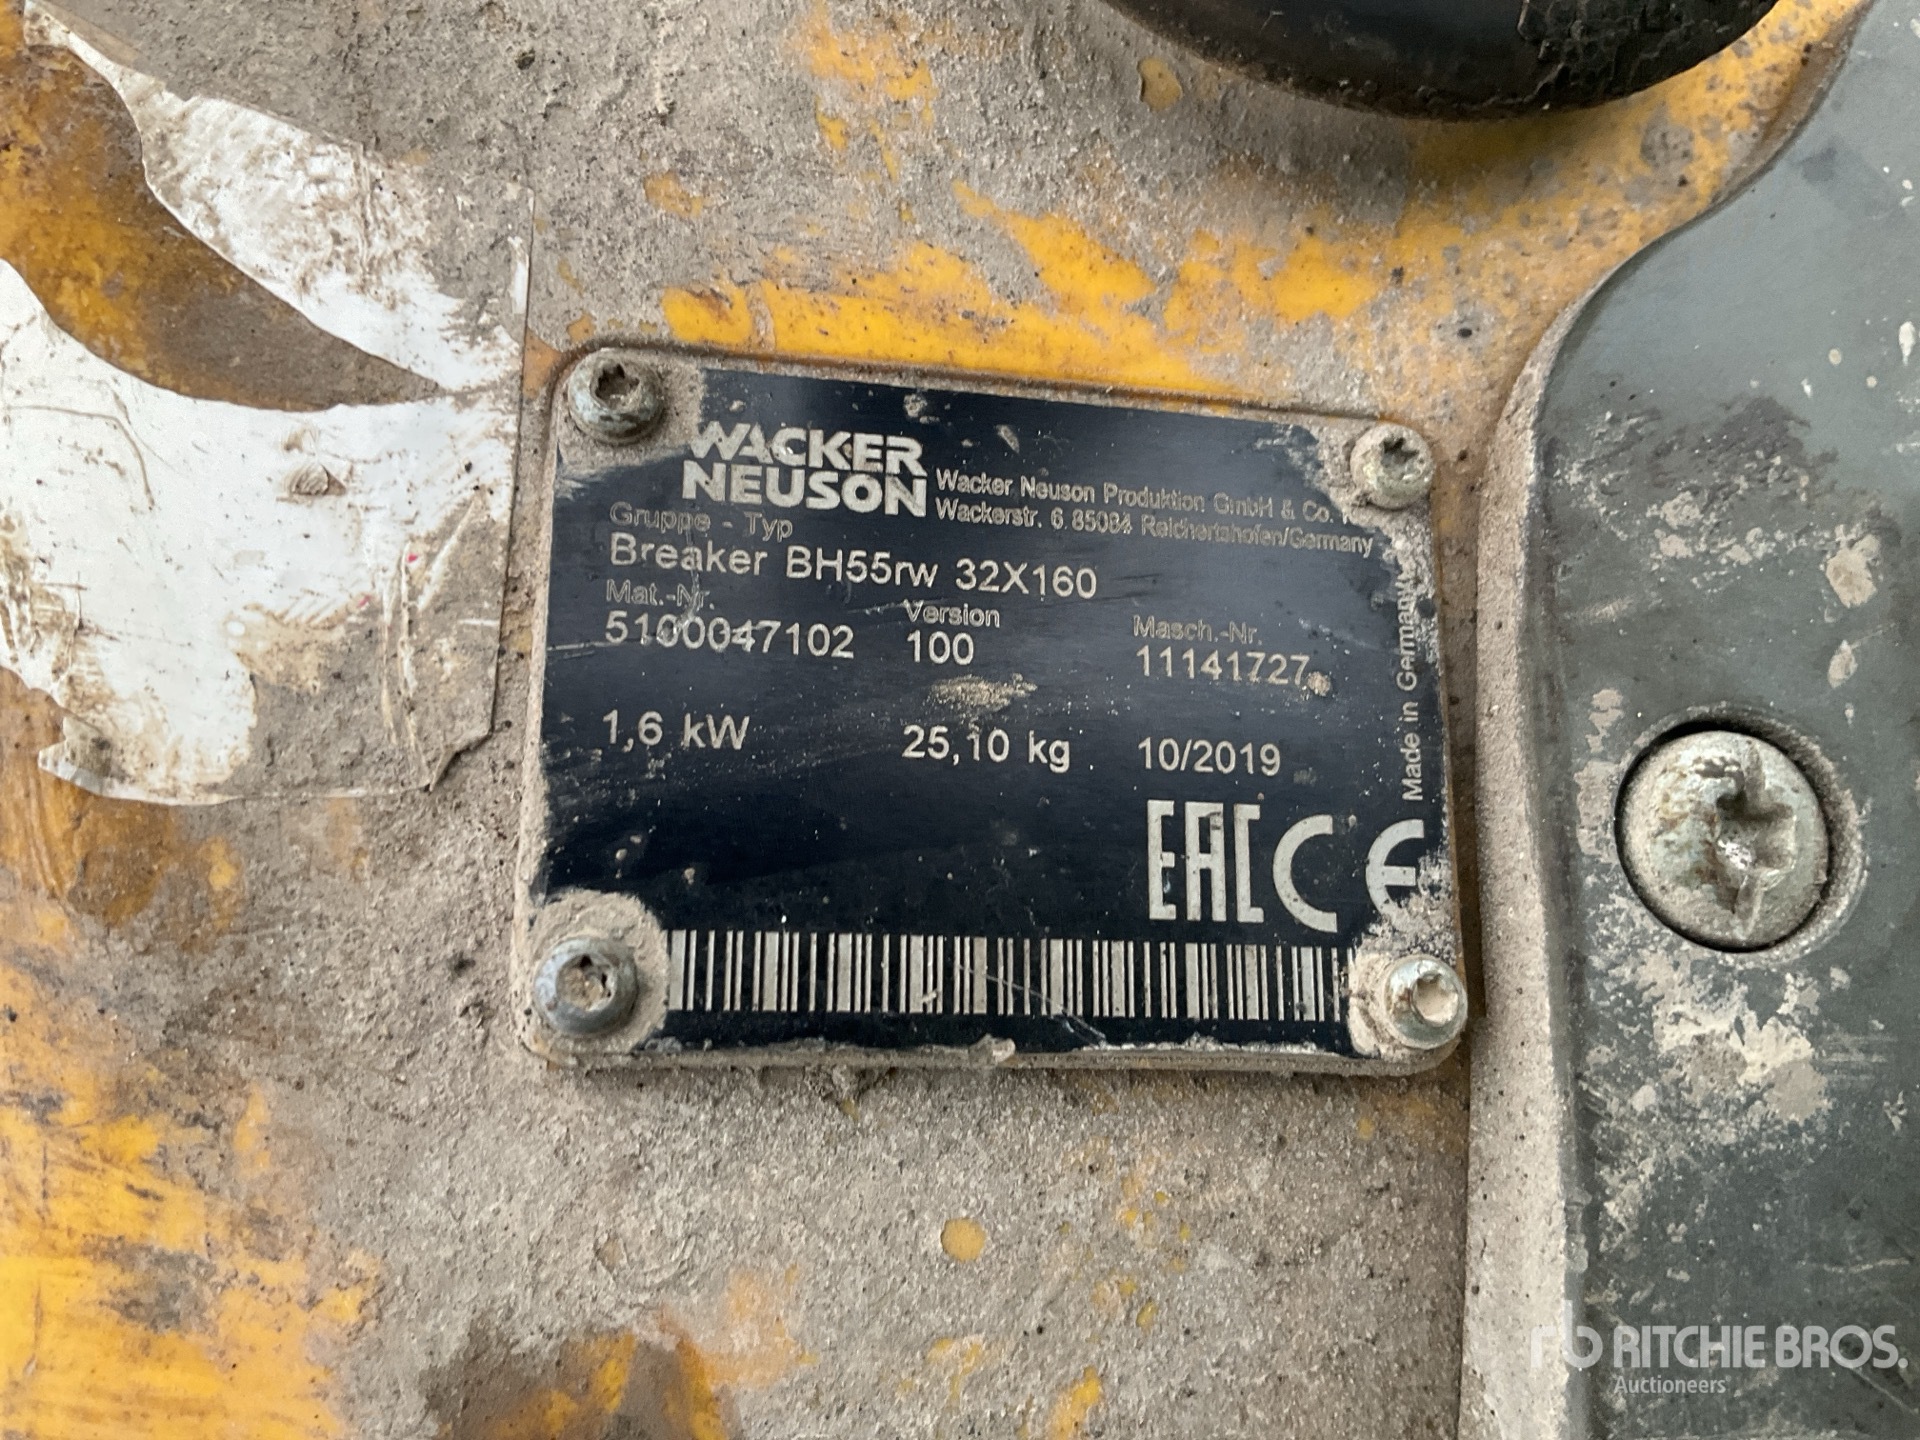 WACKER
NEUSON
Wacker Neuson Produktion GmbH & Co.
Wackerstr. 6 85084 Reichertshofen/Germany
Gruppe - Typ
Breaker BH55rw 32X160
Mat.-Nr.
Version
Masch.-Nr.
5100047102 100 11141727
1,6 kW 25,10 kg 10/2019
Made in Germany
EAC CE
RITCHIE BROS.
Auctioneers